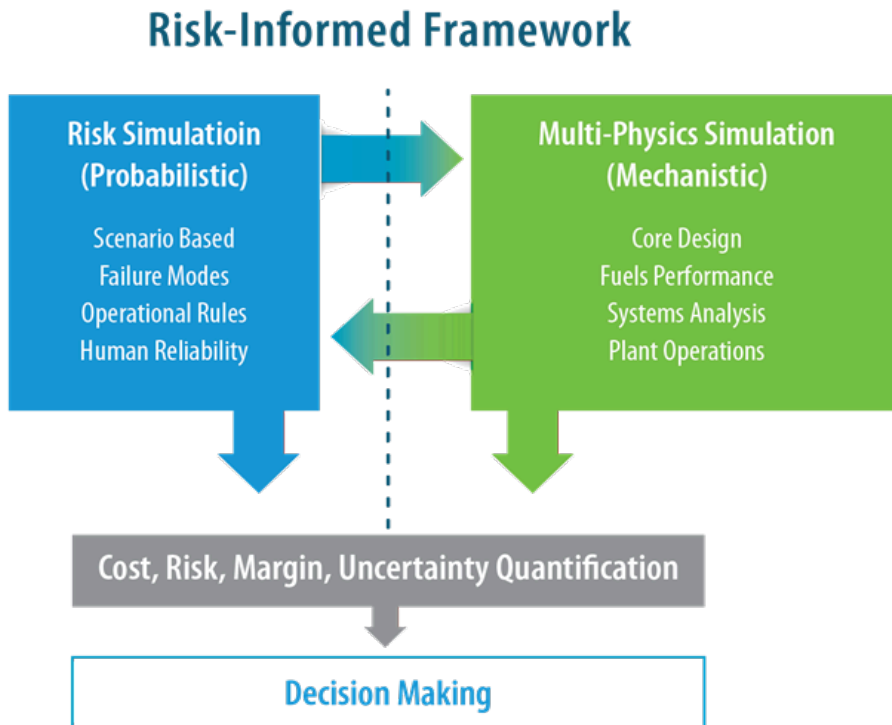 Risk-Informed Framework
Risk Simulatioin
(Probabilistic)
Scenario Based
Failure Modes
Operational Rules
Human Reliability
Multi-Physics Simulation
(Mechanistic)
Core Design
Fuels Performance
Systems Analysis
Plant Operations
Cost, Risk, Margin, Uncertainty Quantification
Decision Making